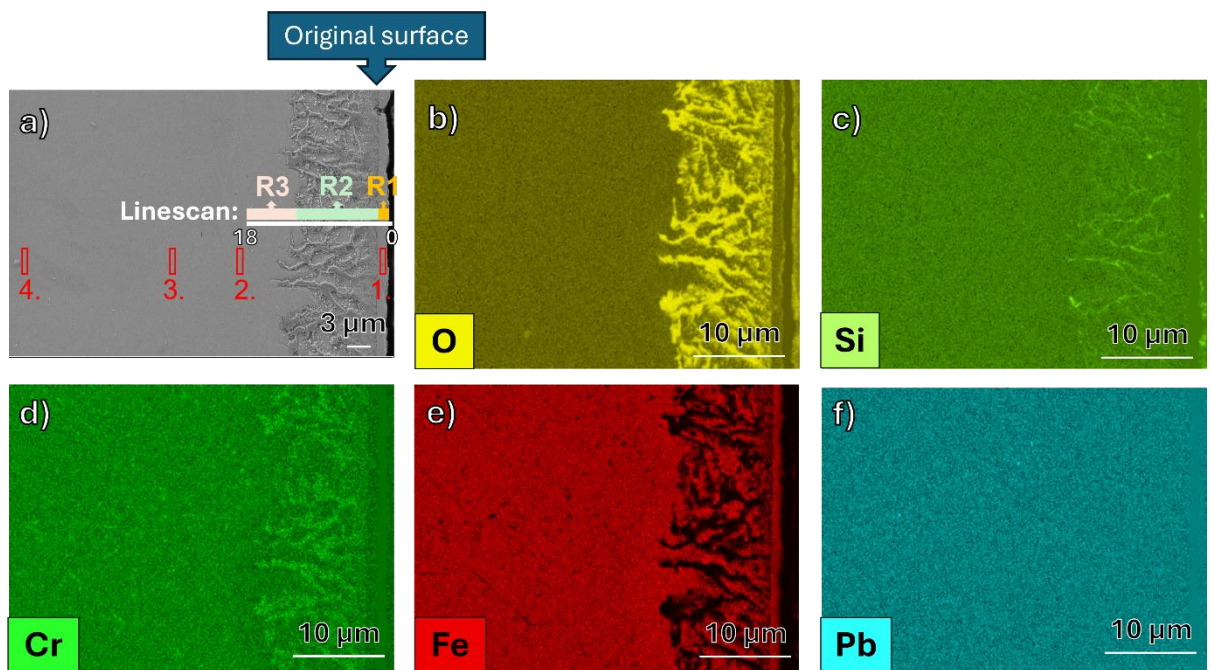 Original surface
a)
R3 R2 R1
Linescan:
18 0
4. 3. 2. 1.
3 µm
b)
O
10 µm
c)
Si
10 µm
d)
Cr
10 µm
e)
Fe
10 µm
f)
Pb
10 µm